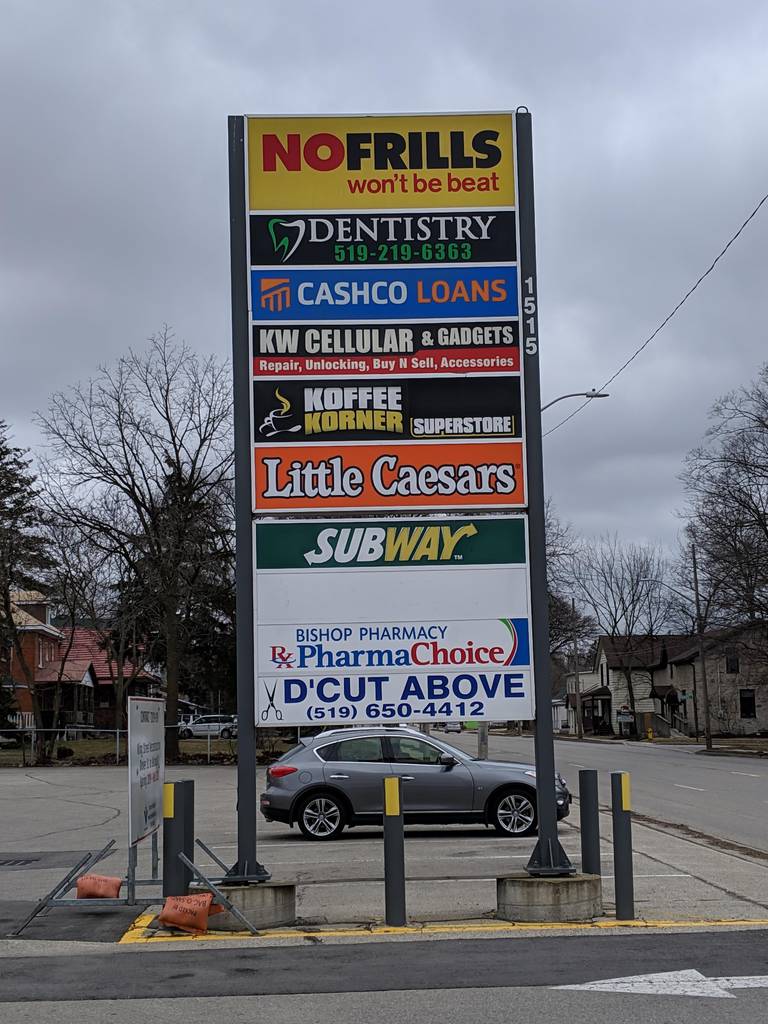 NOFRILLS
won't be beat
DENTISTRY
519-219-6363
CASHCO LOANS
1515
KW CELLULAR & GADGETS
Repair, Unlocking, Buy N Sell, Accessories
KOFFEE
KORNER SUPERSTORE
Little Caesars
SUBWAY™
BISHOP PHARMACY
Rx PharmaChoice
D'CUT ABOVE
(519) 650-4412